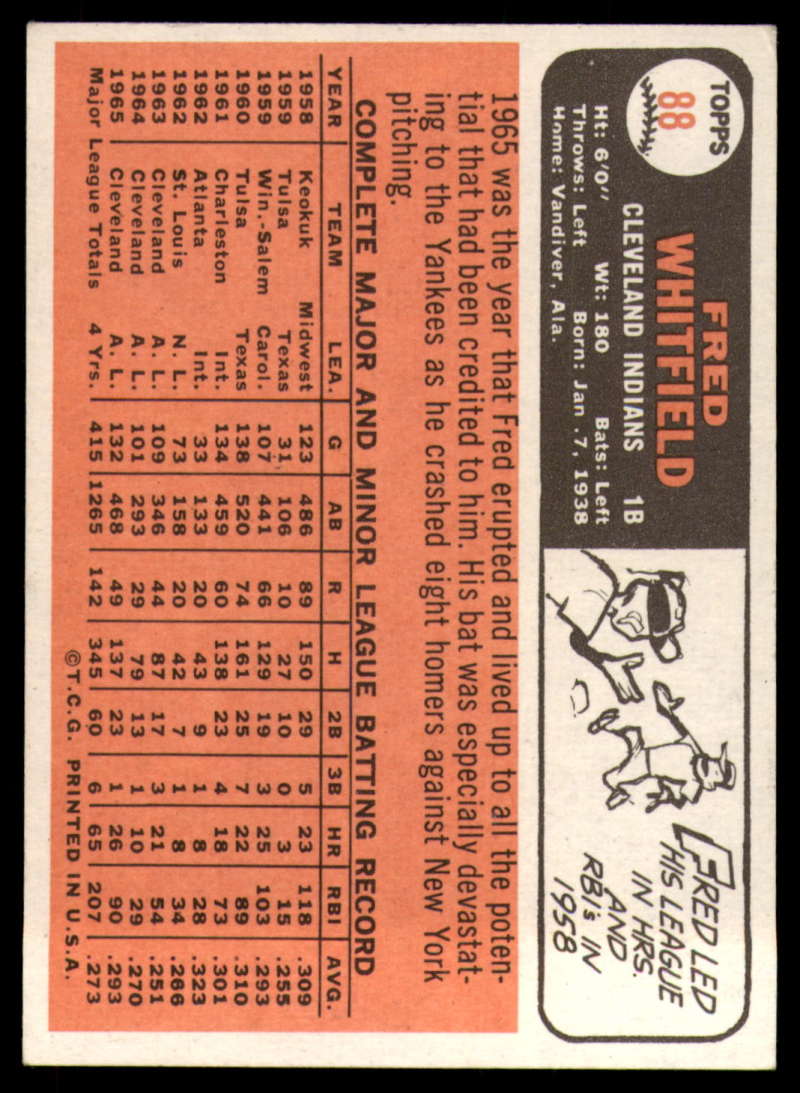 TOPPS
88
FRED
WHITFIELD
CLEVELAND INDIANS 1B
Ht: 6'0" Wt: 180 Bats: Left
Throws: Left Born: Jan .7, 1938
Home: Vandiver, Ala.
FRED LED
HIS LEAGUE
IN HRS.
AND
RBI's IN
1958
1965 was the year that Fred erupted and lived up to all the poten-
tial that had been credited to him. His bat was especially devastat-
ing to the Yankees as he crashed eight homers against New York
pitching.
COMPLETE MAJOR AND MINOR LEAGUE BATTING RECORD
YEAR TEAM LEA. G AB R H 2B 3B HR RBI AVG.
1958 Keokuk Midwest 123 486 89 150 29 5 23 118 .309
1959 Tulsa Texas 31 106 10 27 10 0 3 15 .255
1959 Win.-Salem Carol. 107 441 66 129 19 3 25 103 .293
1960 Tulsa Texas 138 520 74 161 25 7 22 89 .310
1961 Charleston Int. 134 459 60 138 23 4 18 73 .301
1962 Atlanta Int. 33 133 20 43 9 1 8 28 .323
1962 St. Louis N. L. 73 158 20 42 7 1 8 34 .266
1963 Cleveland A. L. 109 346 44 87 17 3 21 54 .251
1964 Cleveland A. L. 101 293 29 79 13 1 10 29 .270
1965 Cleveland A. L. 132 468 49 137 23 1 26 90 .293
Major League Totals 4 Yrs. 415 1265 142 345 60 6 65 207 .273
©T.C.G. PRINTED IN U.S.A.